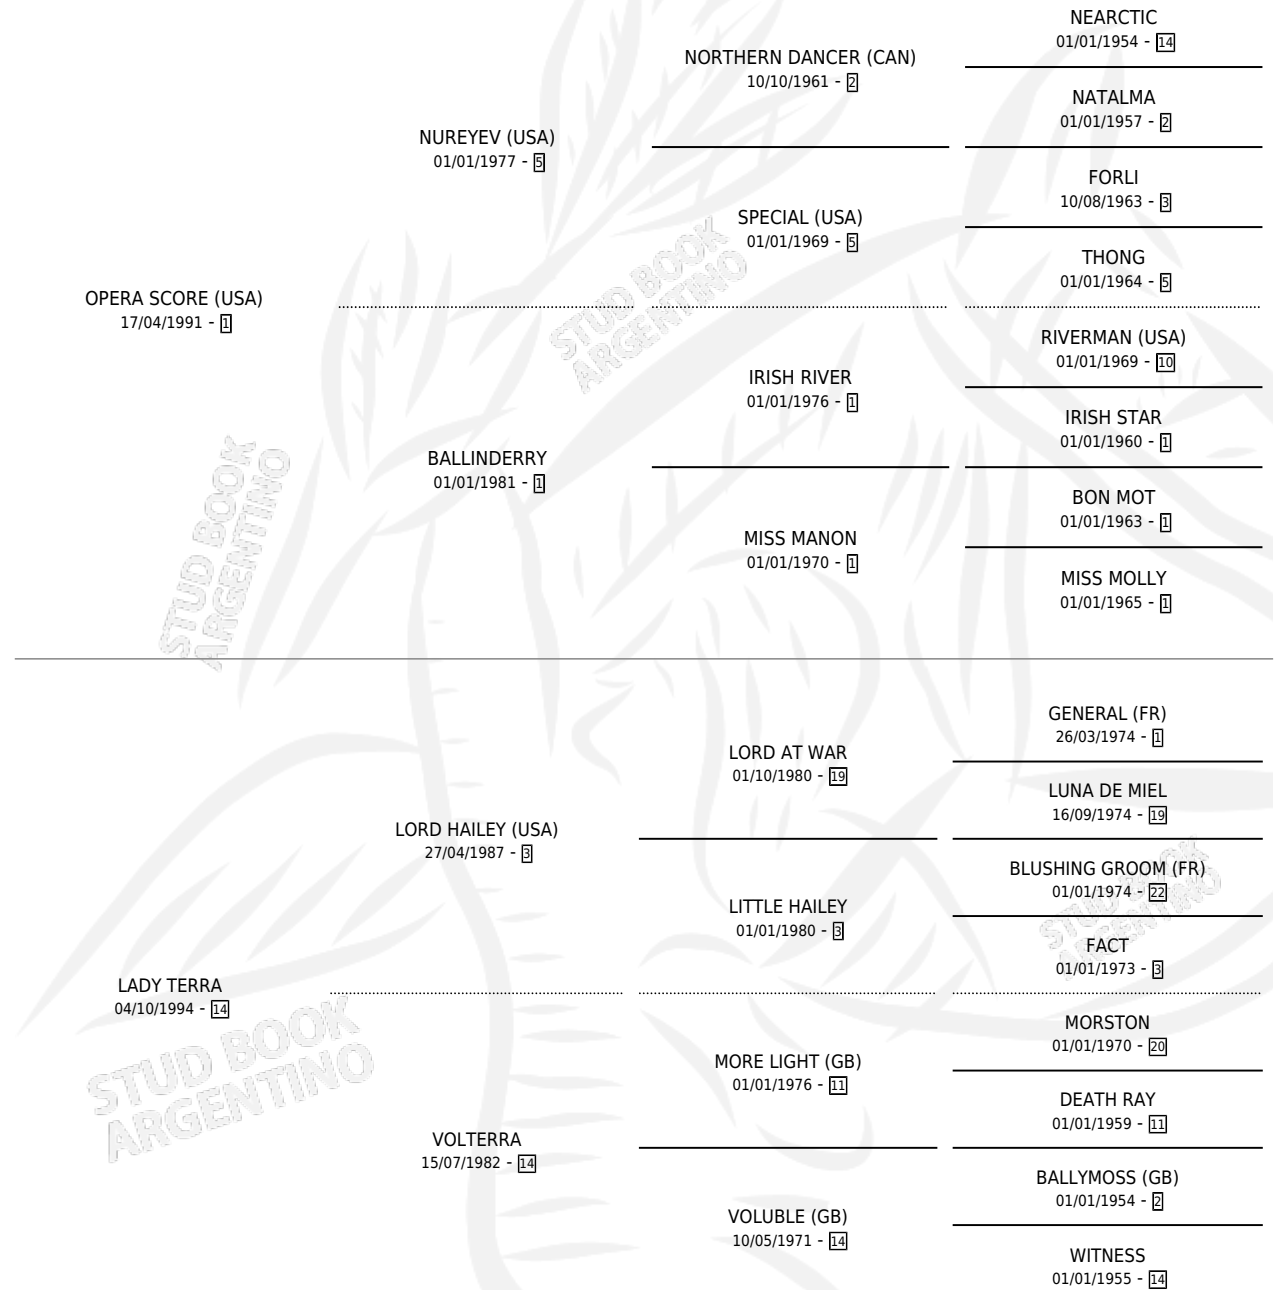 NEARCTIC
01/01/1954 - 14
NORTHERN DANCER (CAN)
10/10/1961 - 2
NATALMA
01/01/1957 - 2
NUREYEV (USA)
01/01/1977 - 5
FORLI
10/08/1963 - 3
SPECIAL (USA)
01/01/1969 - 5
THONG
01/01/1964 - 5
OPERA SCORE (USA)
17/04/1991 - 1
RIVERMAN (USA)
01/01/1969 - 10
IRISH RIVER
01/01/1976 - 1
IRISH STAR
01/01/1960 - 1
BALLINDERRY
01/01/1981 - 1
BON MOT
01/01/1963 - 1
MISS MANON
01/01/1970 - 1
MISS MOLLY
01/01/1965 - 1
GENERAL (FR)
26/03/1974 - 1
LORD AT WAR
01/10/1980 - 19
LUNA DE MIEL
16/09/1974 - 19
LORD HAILEY (USA)
27/04/1987 - 3
BLUSHING GROOM (FR)
01/01/1974 - 22
LITTLE HAILEY
01/01/1980 - 3
FACT
01/01/1973 - 3
LADY TERRA
04/10/1994 - 14
MORSTON
01/01/1970 - 20
MORE LIGHT (GB)
01/01/1976 - 11
DEATH RAY
01/01/1959 - 11
VOLTERRA
15/07/1982 - 14
BALLYMOSS (GB)
01/01/1954 - 2
VOLUBLE (GB)
10/05/1971 - 14
WITNESS
01/01/1955 - 14
STUD BOOK
ARGENTINO
STUD BOOK
ARGENTINO
STUD BOOK
ARGENTINO
STUD BOOK
ARGENTINO